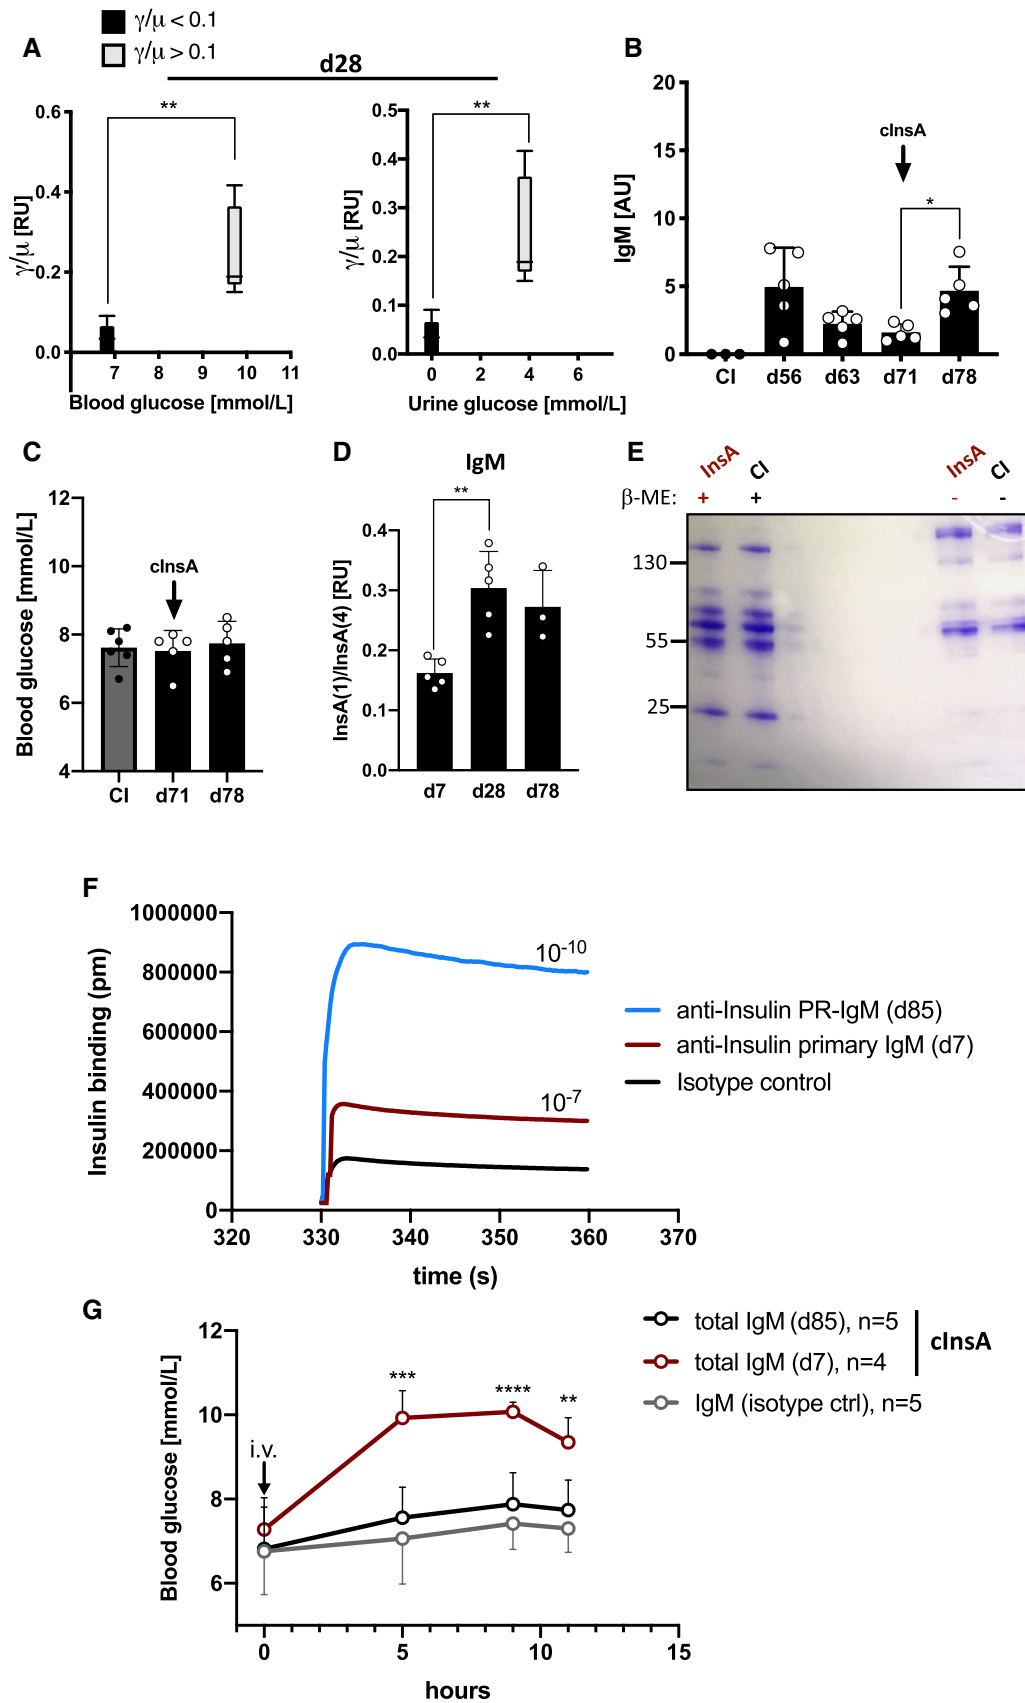 γ/μ < 0.1
γ/μ > 0.1
A
d28
**
0.6
0.4
0.2
0.0
γ/μ [RU]
7 8 9 10 11
Blood glucose [mmol/L]
**
0.5
0.4
0.3
0.2
0.1
0.0
γ/μ [RU]
0 2 4 6
Urine glucose [mmol/L]
B
20
15
10
5
0
IgM [AU]
cInsA
*
CI d56 d63 d71 d78
C
12
10
8
6
4
Blood glucose [mmol/L]
cInsA
CI d71 d78
D
IgM
**
0.4
0.3
0.2
0.1
0.0
InsA(1)/InsA(4) [RU]
d7 d28 d78
E
InsA CI InsA CI
β-ME: + + - -
130
55
25
F
1000000
800000
600000
400000
200000
0
Insulin binding (pm)
10-10
10-7
320 330 340 350 360 370
time (s)
anti-Insulin PR-IgM (d85)
anti-Insulin primary IgM (d7)
Isotype control
G
12
10
8
6
Blood glucose [mmol/L]
i.v.
*** **** **
0 5 10 15
hours
total IgM (d85), n=5
total IgM (d7), n=4
IgM (isotype ctrl), n=5
cInsA